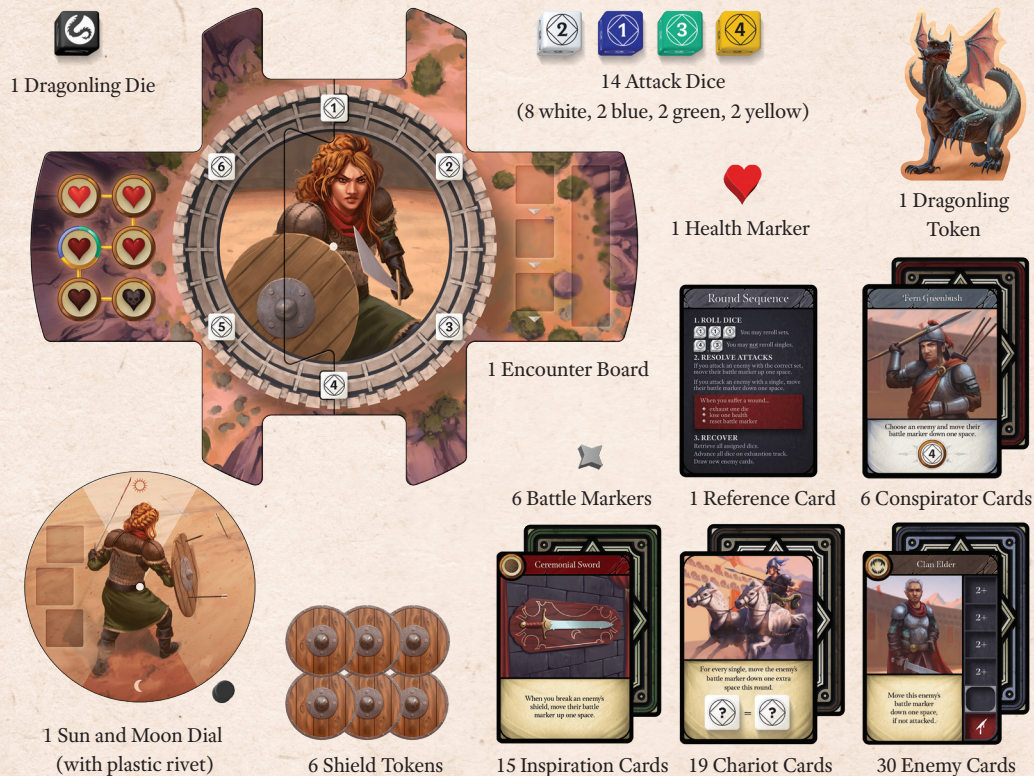 2
1
3
4
1 Dragonling Die
14 Attack Dice
(8 white, 2 blue, 2 green, 2 yellow)
1 Dragonling
Token
1
2
3
4
5
6
1 Health Marker
1 Encounter Board
Round Sequence
1. ROLL DICE
You may reroll sets.
You may not reroll singles.
2. RESOLVE ATTACKS
If you attack an enemy with the correct set,
move their battle marker up one space.
If you attack an enemy with a single, move
their battle marker down one space.
When you suffer a wound...
exhaust one die
lose one health
reset battle marker
3. RECOVER
Retrieve all assigned dice.
Advance all dice on exhaustion track.
Draw new enemy cards.
Fern Greenbush
Choose an enemy and move their
battle marker down one space.
4
6 Battle Markers
1 Reference Card
6 Conspirator Cards
1 Sun and Moon Dial
(with plastic rivet)
6 Shield Tokens
Ceremonial Sword
When you break an enemy's
shield, move their battle
marker up one space.
15 Inspiration Cards
For every single, move the enemy's
battle marker down one extra
space this round.
? = ?
19 Chariot Cards
Clan Elder
2+
2+
2+
2+
Move this enemy's
battle marker
down one space,
if not attacked.
30 Enemy Cards